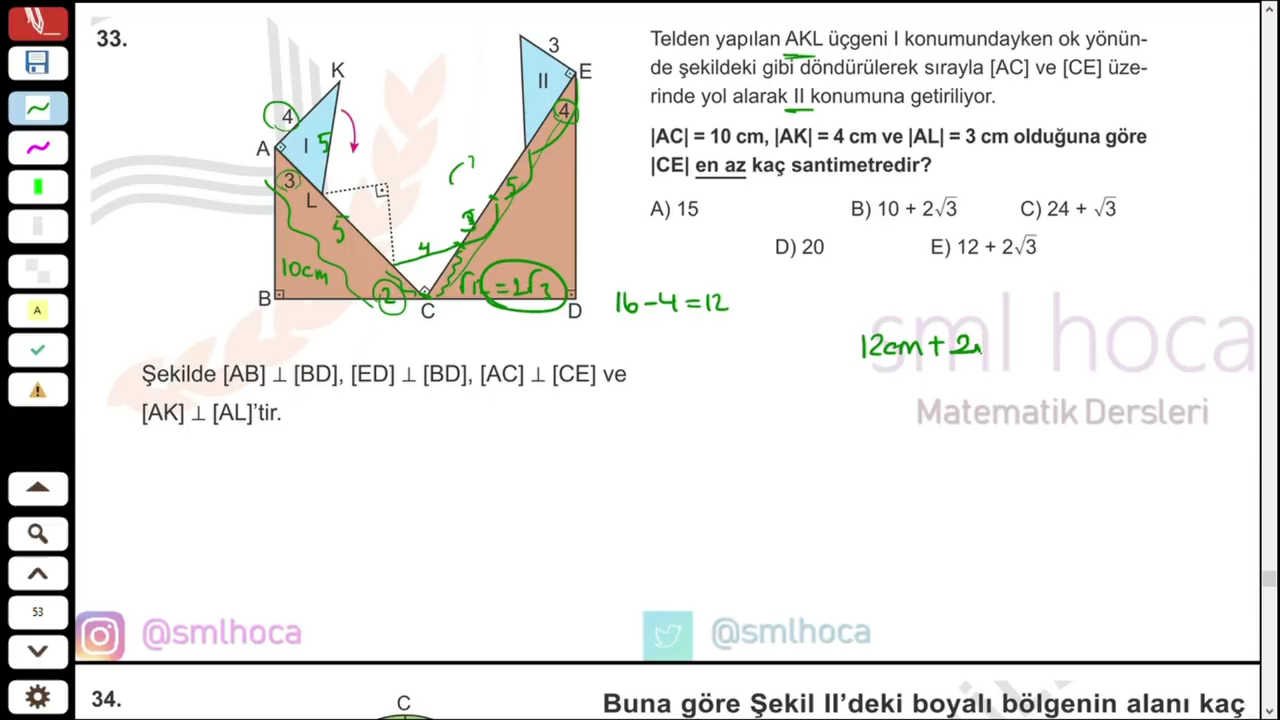 33.
Telden yapılan AKL üçgeni I konumundayken ok yönün-
de şekildeki gibi döndürülerek sırayla [AC] ve [CE] üze-
rinde yol alarak II konumuna getiriliyor.
|AC| = 10 cm, |AK| = 4 cm ve |AL| = 3 cm olduğuna göre
|CE| en az kaç santimetredir?
A) 15
B) 10 + 2√3
C) 24 + √3
D) 20
E) 12 + 2√3
K
4
A
I
5
3
L
5
10cm
B
2
C
4
3
5
√12 = 2√3
D
3
E
II
4
16 - 4 = 12
12cm + 2
sml hoca
Matematik Dersleri
Şekilde [AB] ⊥ [BD], [ED] ⊥ [BD], [AC] ⊥ [CE] ve
[AK] ⊥ [AL]'tir.
A
53
@smlhoca
@smlhoca
34.
C
Buna göre Şekil II'deki boyalı bölgenin alanı kaç